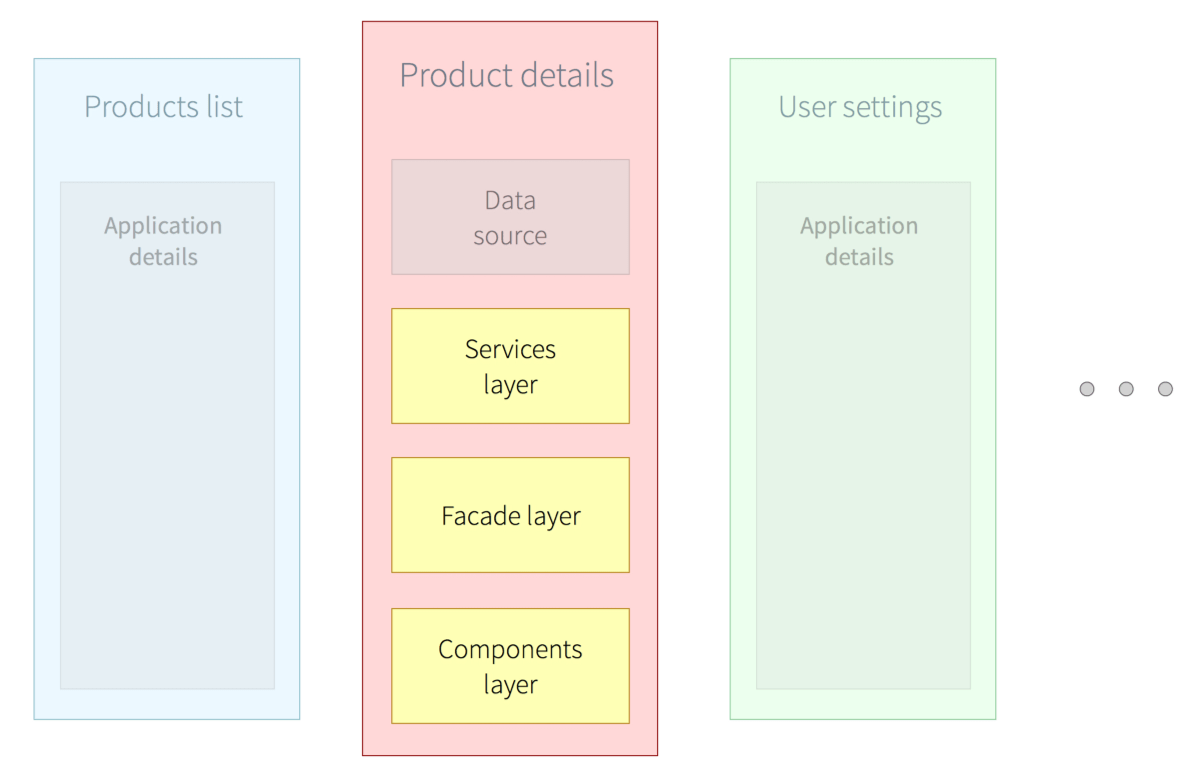 Products list
Application
details
Product details
Data
source
Services
layer
Facade layer
Components
layer
User settings
Application
details